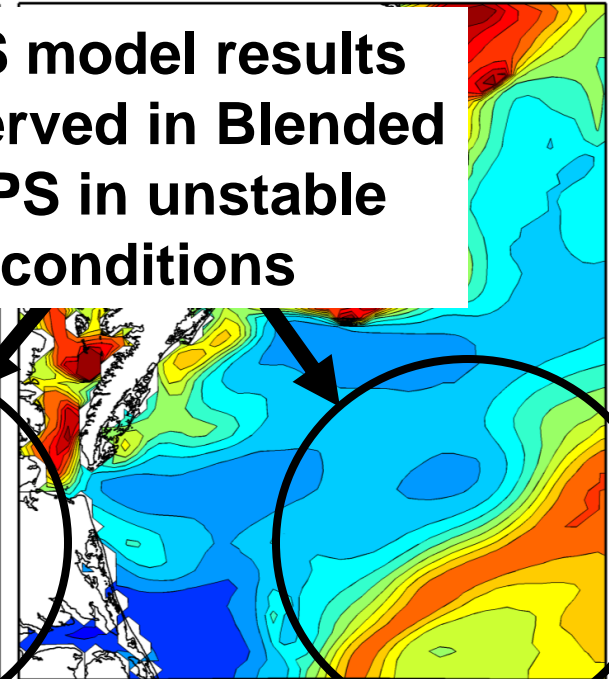 S model results
erved in Blended
PS in unstable
conditions